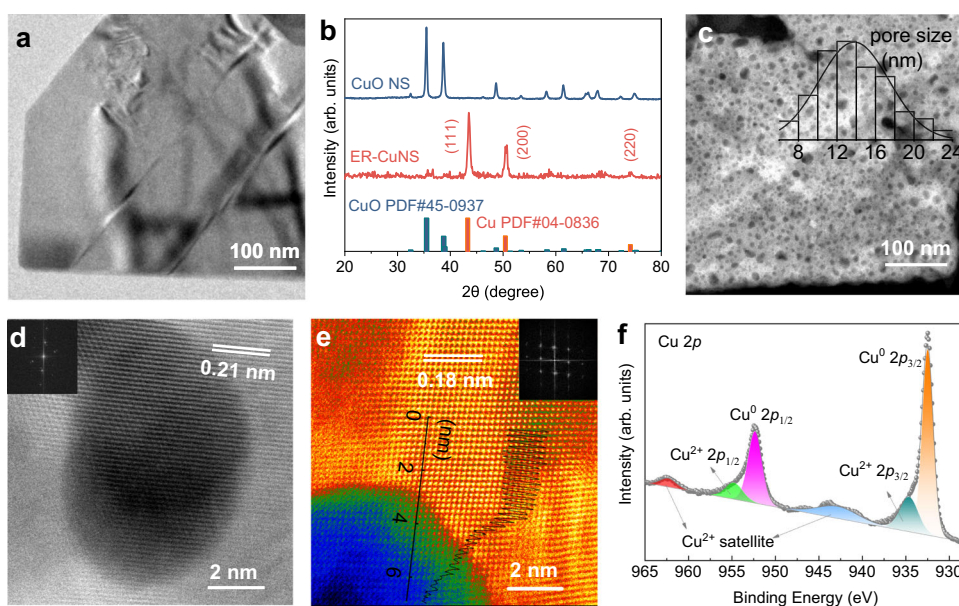 a
100 nm
b
Intensity (arb. units)
CuO NS
ER-CuNS
(111)
(200)
(220)
CuO PDF#45-0937
Cu PDF#04-0836
20 30 40 50 60 70 80
2θ (degree)
c
pore size
(nm)
8 12 16 20 24
100 nm
d
0.21 nm
2 nm
e
0.18 nm
0 2 4 6
(nm)
2 nm
f
Cu 2p
Intensity (arb. units)
Cu⁰ 2p₃/₂
Cu⁰ 2p₁/₂
Cu²⁺ 2p₁/₂
Cu²⁺ 2p₃/₂
Cu²⁺ satellite
965 960 955 950 945 940 935 930
Binding Energy (eV)